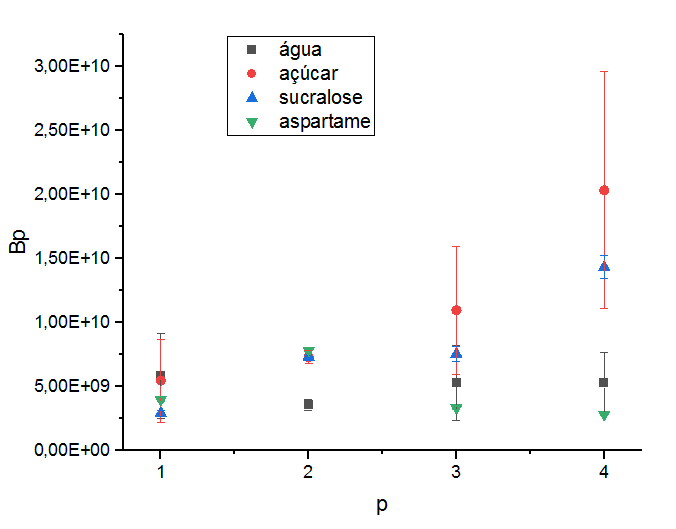 água
açúcar
sucralose
aspartame
3,00E+10
2,50E+10
2,00E+10
1,50E+10
1,00E+10
5,00E+09
0,00E+00
Bp
1 2 3 4
p